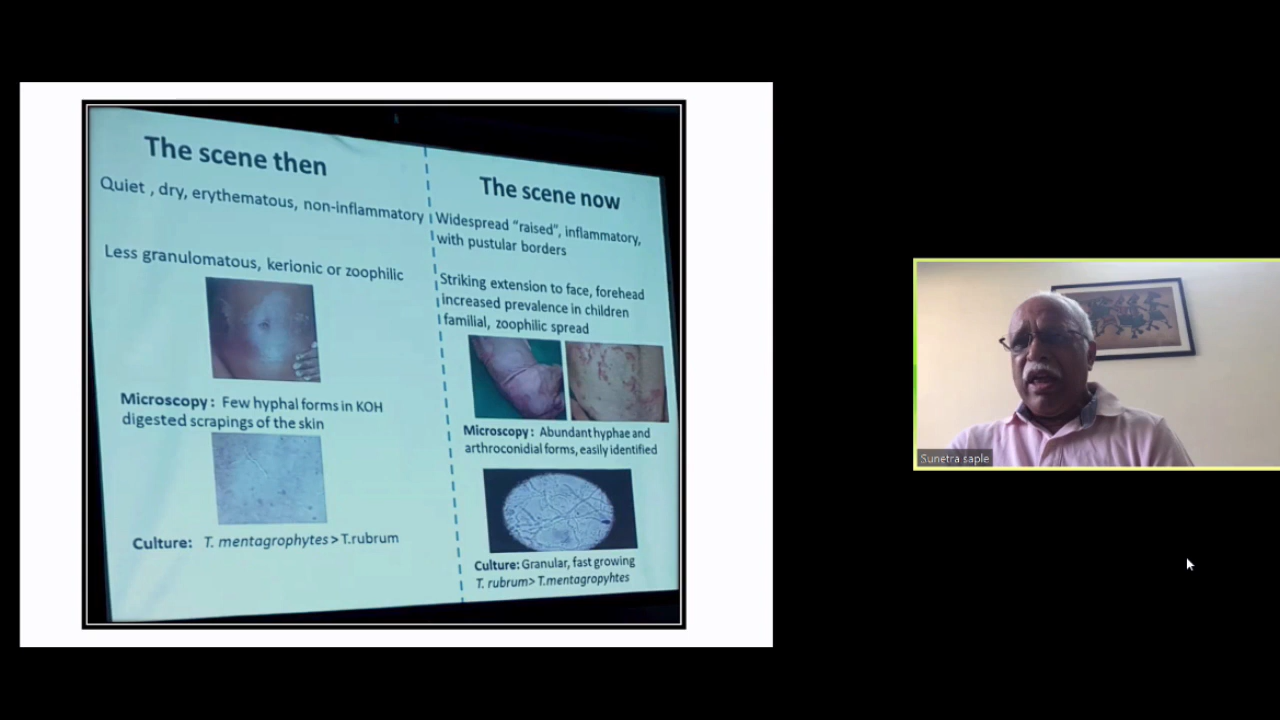 The scene then
Quiet , dry, erythematous, non-inflammatory
Less granulomatous, kerionic or zoophilic
Microscopy : Few hyphal forms in KOH
digested scrapings of the skin
Culture: T. mentagrophytes > T.rubrum
The scene now
Widespread "raised", inflammatory,
with pustular borders
Striking extension to face, forehead
increased prevalence in children
familial, zoophilic spread
Microscopy : Abundant hyphae and
arthroconidial forms, easily identified
Culture: Granular, fast growing
T. rubrum> T.mentagropyhtes
Sunetra saple